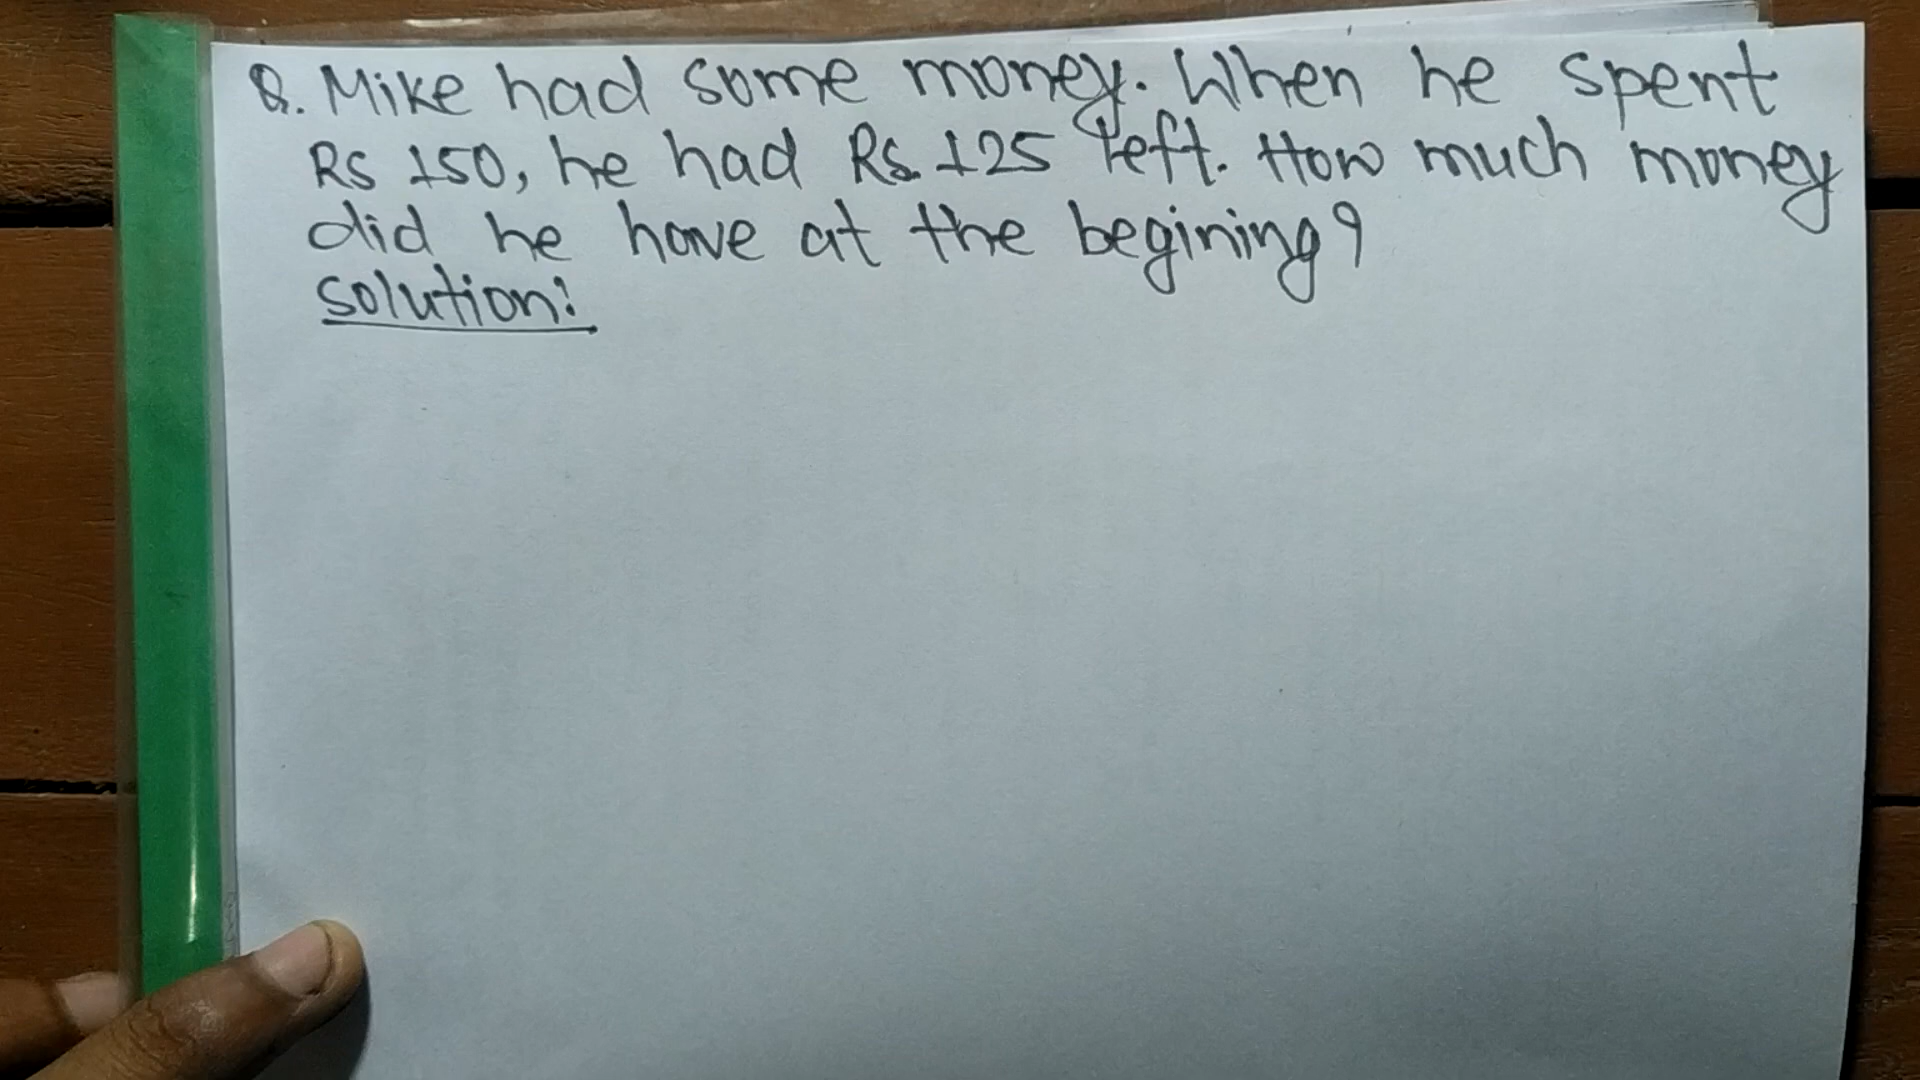 Q. Mike had some money. When he spent
Rs 150, he had Rs. 125 left. How much money
did he have at the begining?
Solution: